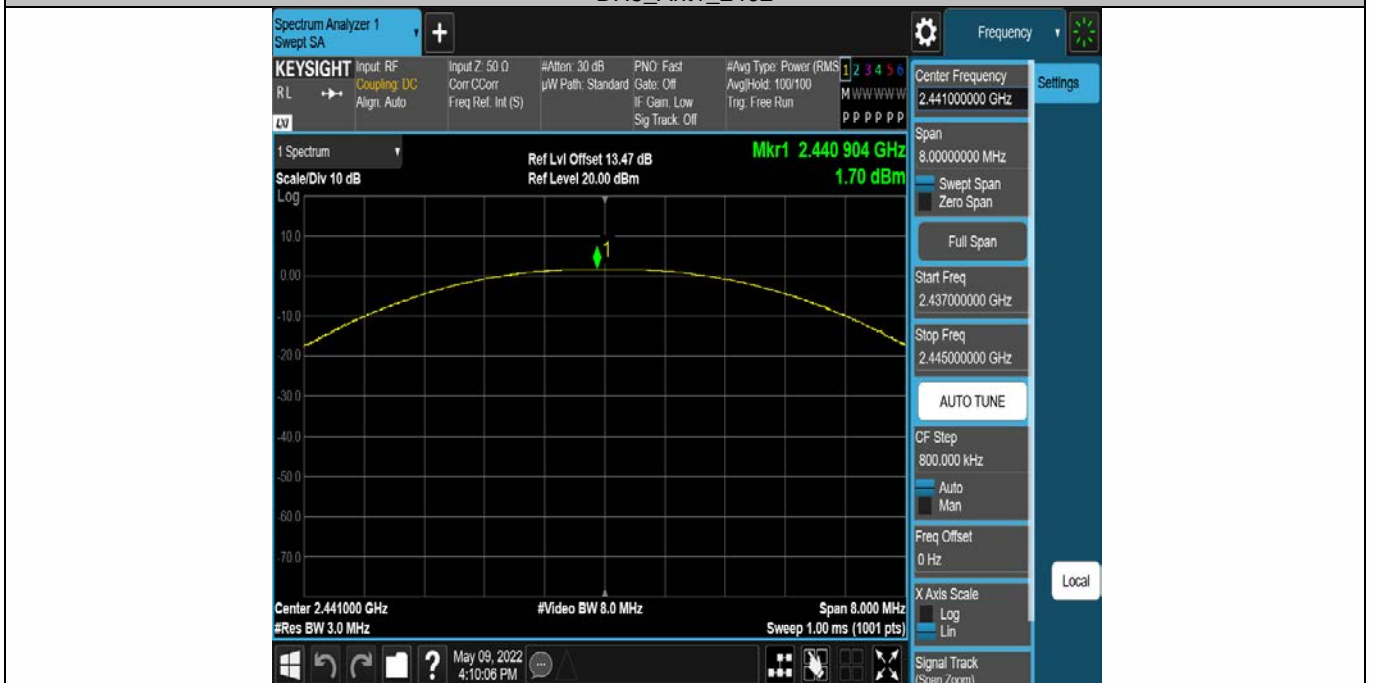 Spectrum Analyzer 1
Swept SA
+
Frequency
KEYSIGHT
RL
LXI
Input: RF
Coupling: DC
Align: Auto
Input Z: 50 Ω
Corr CCorr
Freq Ref: Int (S)
#Atten: 30 dB
µW Path: Standard
PNO: Fast
Gate: Off
IF Gain: Low
Sig Track: Off
#Avg Type: Power (RMS
Avg|Hold: 100/100
Trig: Free Run
1 2 3 4 5 6
M W W W W W
P P P P P P
1 Spectrum
Scale/Div 10 dB
Ref Lvl Offset 13.47 dB
Ref Level 20.00 dBm
Mkr1 2.440 904 GHz
1.70 dBm
Log
10.0
0.00
-10.0
-20.0
-30.0
-40.0
-50.0
-60.0
-70.0
1
Center 2.441000 GHz
#Res BW 3.0 MHz
#Video BW 8.0 MHz
Span 8.000 MHz
Sweep 1.00 ms (1001 pts)
?
May 09, 2022
4:10:06 PM
Center Frequency
2.441000000 GHz
Settings
Span
8.00000000 MHz
Swept Span
Zero Span
Full Span
Start Freq
2.437000000 GHz
Stop Freq
2.445000000 GHz
AUTO TUNE
CF Step
800.000 kHz
Auto
Man
Freq Offset
0 Hz
Local
X Axis Scale
Log
Lin
Signal Track
(Span Zoom)